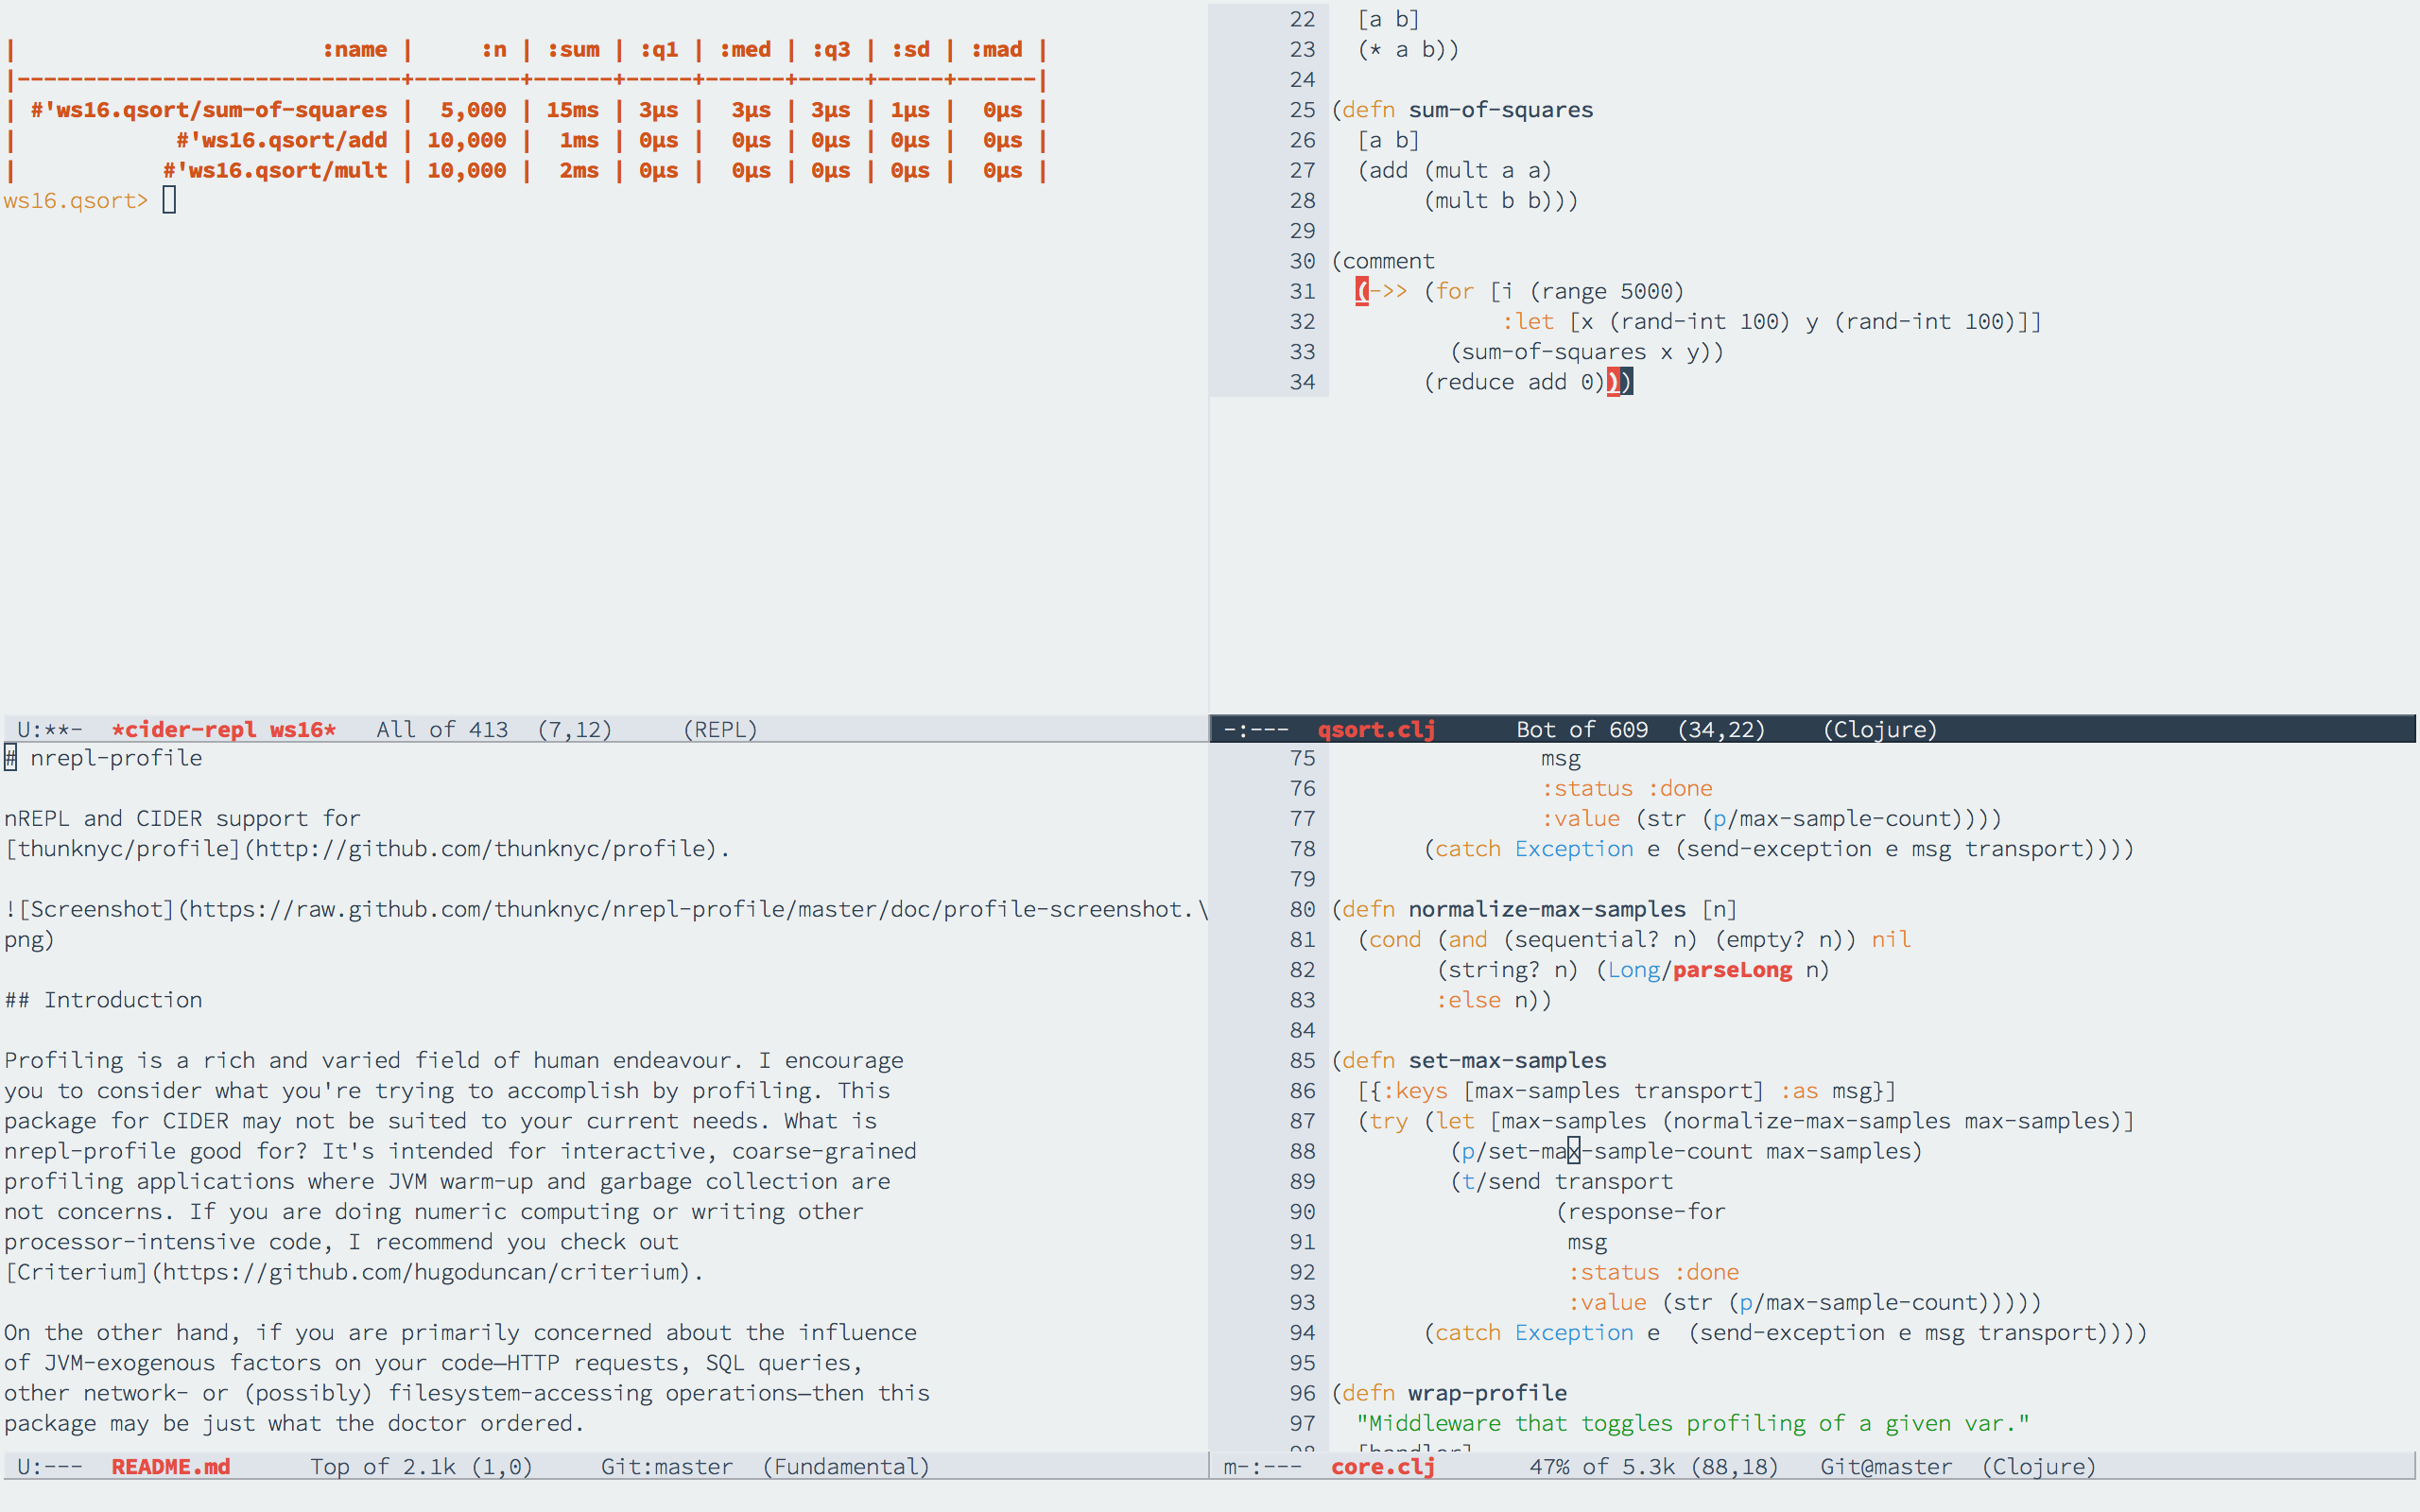 |                       :name |     :n | :sum | :q1 | :med | :q3 | :sd | :mad |
|-----------------------------+--------+------+-----+------+-----+-----+------|
| #'ws16.qsort/sum-of-squares |  5,000 | 15ms | 3µs |  3µs | 3µs | 1µs |  0µs |
|            #'ws16.qsort/add | 10,000 |  1ms | 0µs |  0µs | 0µs | 0µs |  0µs |
|           #'ws16.qsort/mult | 10,000 |  2ms | 0µs |  0µs | 0µs | 0µs |  0µs |
ws16.qsort>
U:**-  *cider-repl ws16*   All of 413  (7,12)     (REPL)
22   [a b]
23   (* a b))
24
25 (defn sum-of-squares
26   [a b]
27   (add (mult a a)
28        (mult b b)))
29
30 (comment
31   (->> (for [i (range 5000)
32              :let [x (rand-int 100) y (rand-int 100)]]
33          (sum-of-squares x y))
34        (reduce add 0)))
-:---  qsort.clj      Bot of 609  (34,22)    (Clojure)
# nrepl-profile

nREPL and CIDER support for
[thunknyc/profile](http://github.com/thunknyc/profile).

![Screenshot](https://raw.github.com/thunknyc/nrepl-profile/master/doc/profile-screenshot.\
png)

## Introduction

Profiling is a rich and varied field of human endeavour. I encourage
you to consider what you're trying to accomplish by profiling. This
package for CIDER may not be suited to your current needs. What is
nrepl-profile good for? It's intended for interactive, coarse-grained
profiling applications where JVM warm-up and garbage collection are
not concerns. If you are doing numeric computing or writing other
processor-intensive code, I recommend you check out
[Criterium](https://github.com/hugoduncan/criterium).

On the other hand, if you are primarily concerned about the influence
of JVM-exogenous factors on your code—HTTP requests, SQL queries,
other network- or (possibly) filesystem-accessing operations—then this
package may be just what the doctor ordered.
U:---  README.md      Top of 2.1k (1,0)     Git:master  (Fundamental)
75                 msg
76                 :status :done
77                 :value (str (p/max-sample-count))))
78        (catch Exception e (send-exception e msg transport))))
79
80 (defn normalize-max-samples [n]
81   (cond (and (sequential? n) (empty? n)) nil
82         (string? n) (Long/parseLong n)
83         :else n))
84
85 (defn set-max-samples
86   [{:keys [max-samples transport] :as msg}]
87   (try (let [max-samples (normalize-max-samples max-samples)]
88          (p/set-max-sample-count max-samples)
89          (t/send transport
90                  (response-for
91                   msg
92                   :status :done
93                   :value (str (p/max-sample-count)))))
94        (catch Exception e  (send-exception e msg transport))))
95
96 (defn wrap-profile
97   "Middleware that toggles profiling of a given var."
98   [handler]
m-:---  core.clj       47% of 5.3k (88,18)   Git@master  (Clojure)